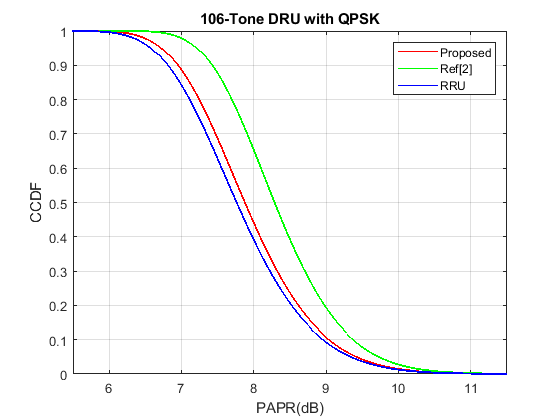 106-Tone DRU with QPSK
Proposed
Ref[2]
RRU
1
0.9
0.8
0.7
0.6
0.5
0.4
0.3
0.2
0.1
0
CCDF
6 7 8 9 10 11
PAPR(dB)